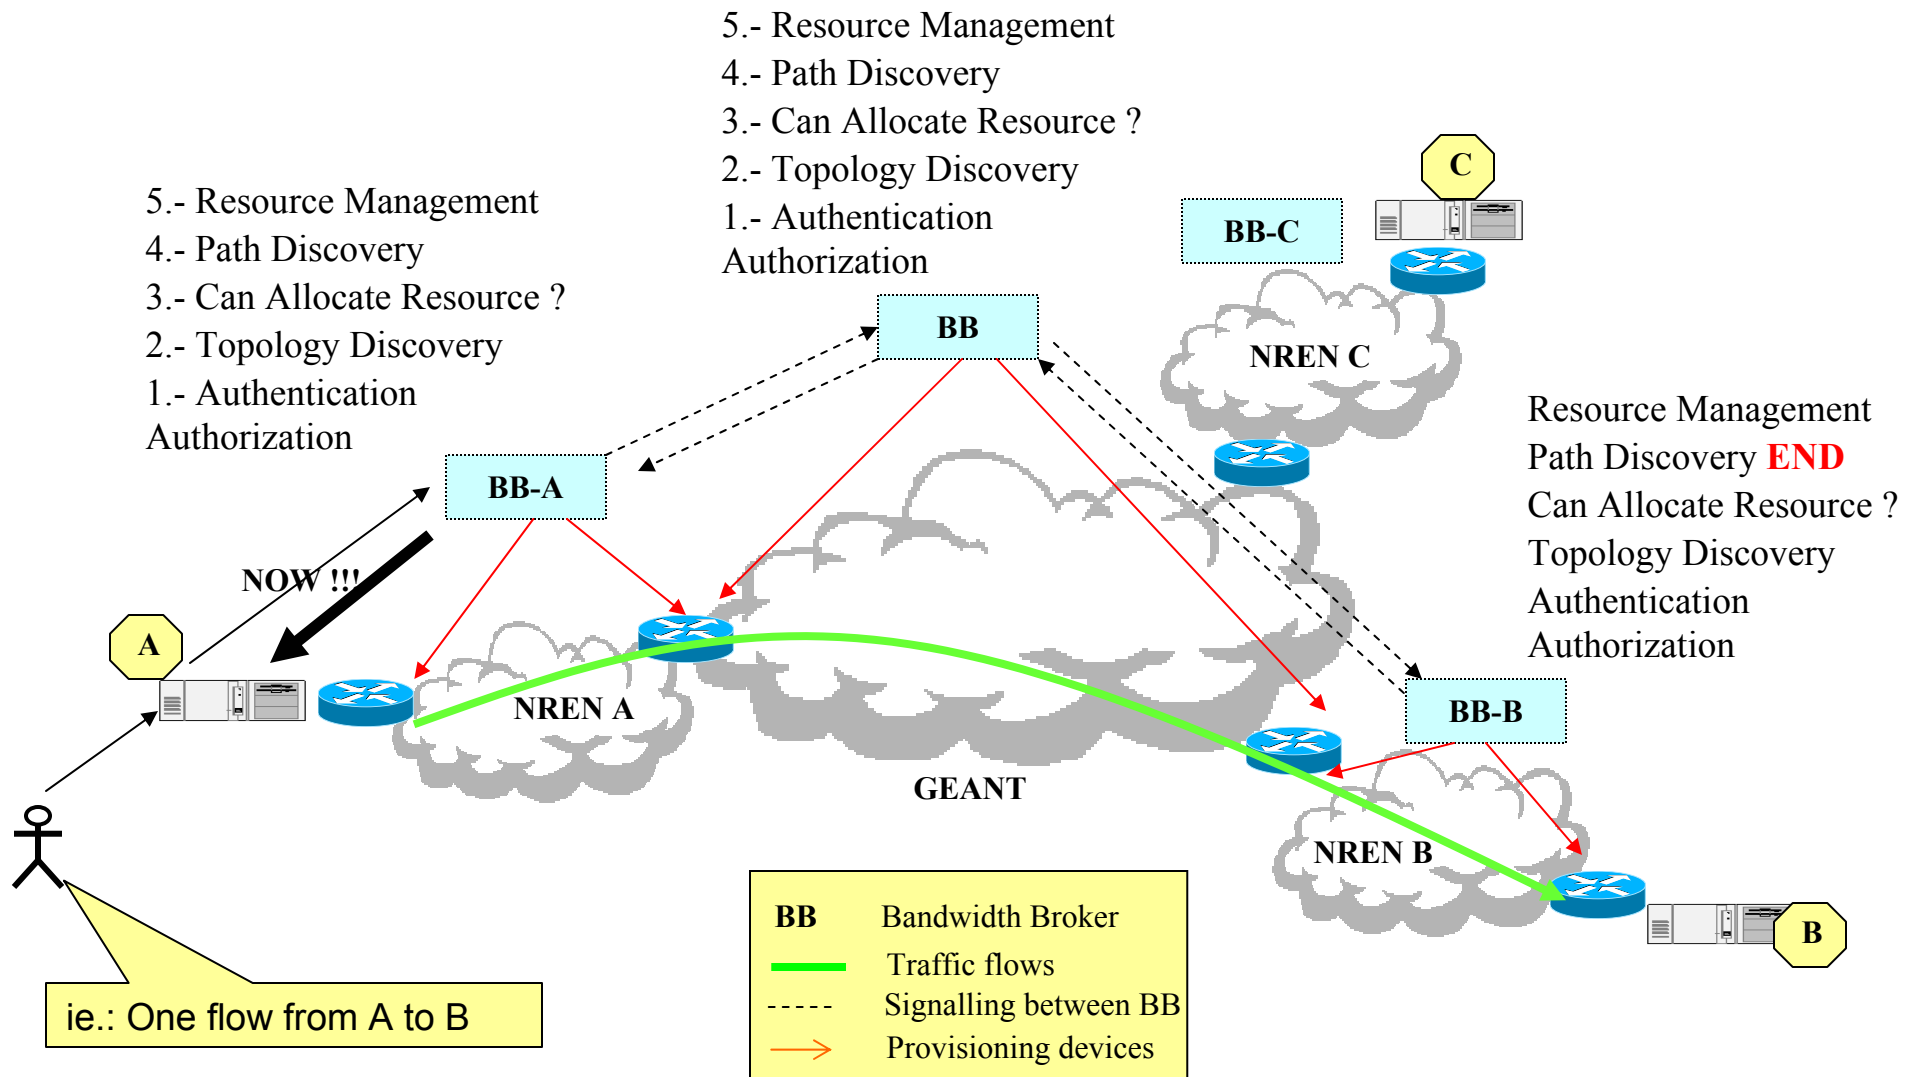 5.- Resource Management
4.- Path Discovery
3.- Can Allocate Resource ?
2.- Topology Discovery
1.- Authentication
Authorization
5.- Resource Management
4.- Path Discovery
3.- Can Allocate Resource ?
2.- Topology Discovery
1.- Authentication
Authorization
C
BB-C
BB
NREN C
Resource Management
Path Discovery END
Can Allocate Resource ?
Topology Discovery
Authentication
Authorization
BB-A
NOW !!!
A
NREN A
BB-B
GEANT
NREN B
B
BB Bandwidth Broker
Traffic flows
Signalling between BB
Provisioning devices
ie.: One flow from A to B